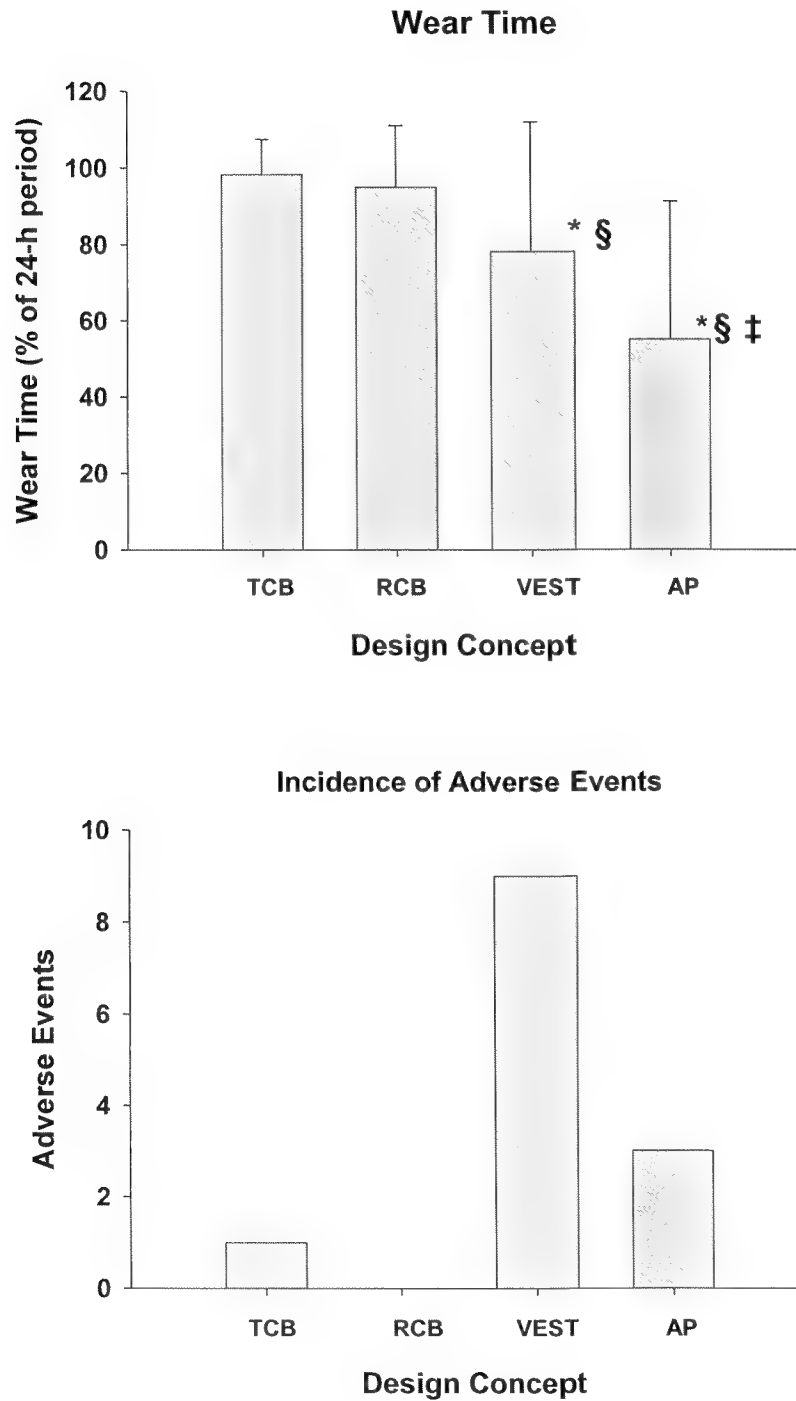 Wear Time
Wear Time (% of 24-h period)
120
100
80
60
40
20
0
* §
* § ‡
TCB RCB VEST AP
Design Concept
Incidence of Adverse Events
Adverse Events
10
8
6
4
2
0
TCB RCB VEST AP
Design Concept